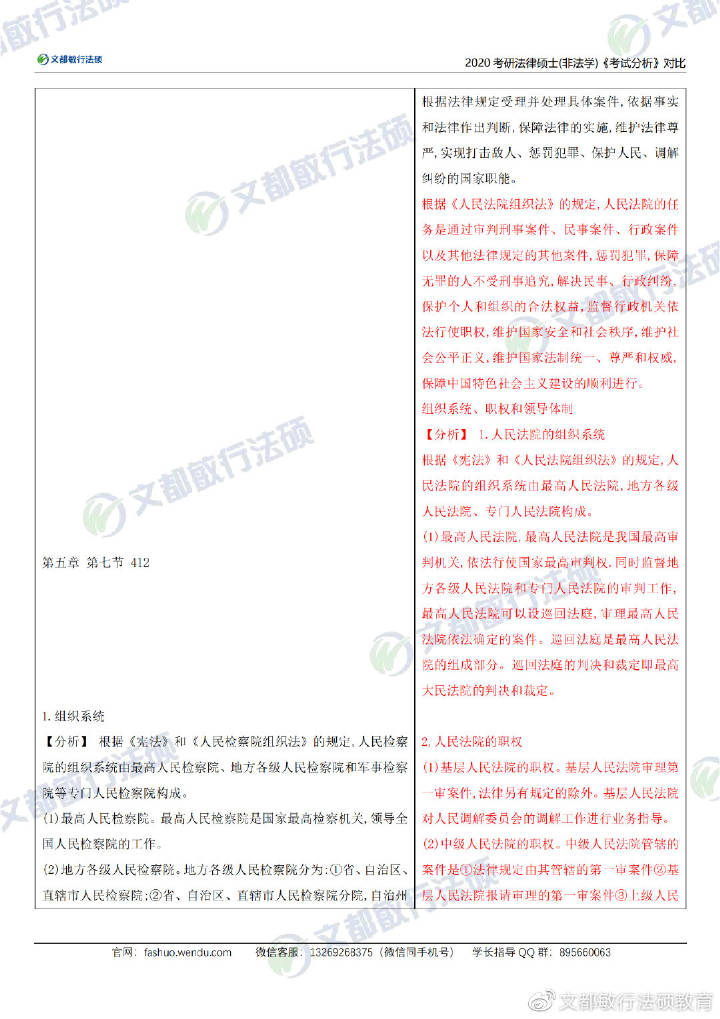 文都敏行法硕
2020考研法律硕士(非法学)《考试分析》对比
第五章 第七节 412
1.组织系统
【分析】 根据《宪法》和《人民检察院组织法》的规定,人民检察
院的组织系统由最高人民检察院、地方各级人民检察院和军事检察
院等专门人民检察院构成。
(1)最高人民检察院。最高人民检察院是国家最高检察机关,领导全
国人民检察院的工作。
(2)地方各级人民检察院。地方各级人民检察院分为:①省、自治区、
直辖市人民检察院;②省、自治区、直辖市人民检察院分院,自治州
根据法律规定受理并处理具体案件,依据事实
和法律作出判断,保障法律的实施,维护法律尊
严,实现打击敌人、惩罚犯罪、保护人民、调解
纠纷的国家职能。
根据《人民法院组织法》的规定,人民法院的任
务是通过审判刑事案件、民事案件、行政案件
以及其他法律规定的其他案件,惩罚犯罪,保障
无罪的人不受刑事追究,解决民事、行政纠纷,
保护个人和组织的合法权益,监督行政机关依
法行使职权,维护国家安全和社会秩序,维护社
会公平正义,维护国家法制统一、尊严和权威,
保障中国特色社会主义建设的顺利进行。
组织系统、职权和领导体制
【分析】 1.人民法院的组织系统
根据《宪法》和《人民法院组织法》的规定,人
民法院的组织系统由最高人民法院,地方各级
人民法院、专门人民法院构成。
(1)最高人民法院。最高人民法院是我国最高审
判机关,依法行使国家最高审判权。同时监督地
方各级人民法院和专门人民法院的审判工作,
最高人民法院可以设巡回法庭,审理最高人民
法院依法确定的案件。巡回法庭是最高人民法
院的组成部分。巡回法庭的判决和裁定即最高
大民法院的判决和裁定。
2.人民法院的职权
(1)基层人民法院的职权。基层人民法院审理第
一审案件,法律另有规定的除外。基层人民法院
对人民调解委员会的调解工作进行业务指导。
(2)中级人民法院的职权。中级人民法院管辖的
案件是①法律规定由其管辖的第一审案件②基
层人民法院报请审理的第一审案件③上级人民
官网：fashuo.wendu.com 微信客服：13269268375（微信同手机号） 学长指导QQ群：895660063
文都敏行法硕
文都敏行法硕
文都敏行法硕
文都敏行法硕
文都敏行法硕
文都敏行法硕
@文都敏行法硕教育